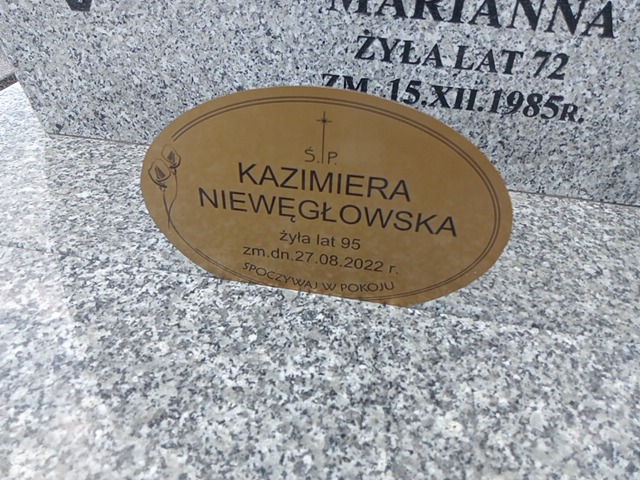 MARIANNA
ŻYŁA LAT 72
ZM. 15.XII.1985R.
Ś. P.
KAZIMIERA
NIEWĘGŁOWSKA
żyła lat 95
zm.dn.27.08.2022 r.
SPOCZYWAJ W POKOJU